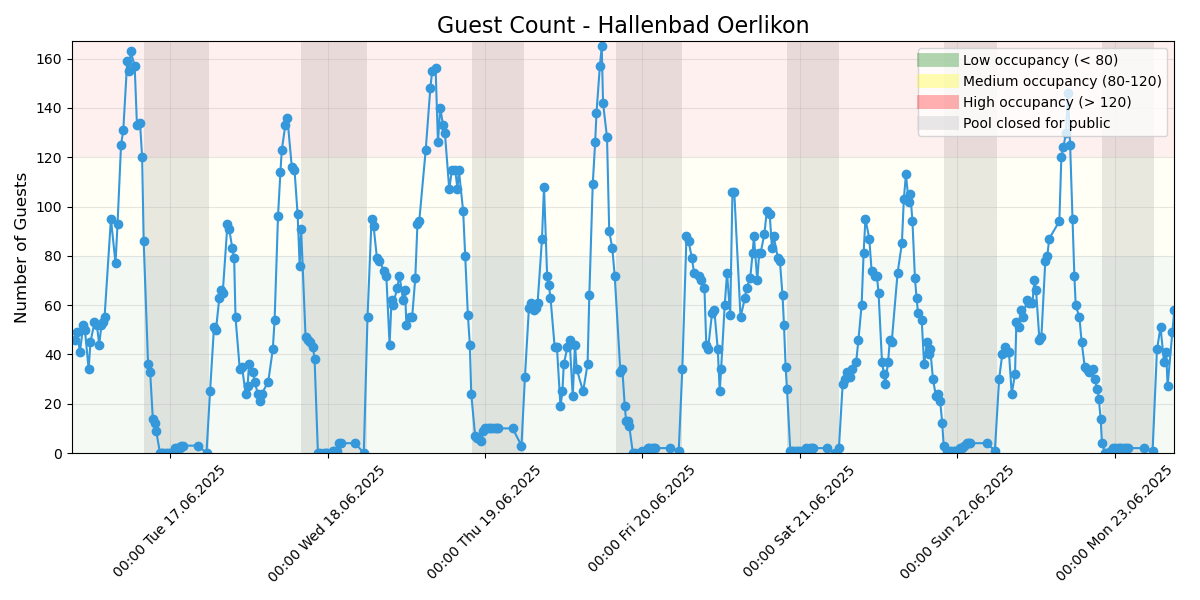 Guest Count - Hallenbad Oerlikon
Number of Guests
160
140
120
100
80
60
40
20
0
Low occupancy (< 80)
Medium occupancy (80-120)
High occupancy (> 120)
Pool closed for public
00:00 Tue 17.06.2025
00:00 Wed 18.06.2025
00:00 Thu 19.06.2025
00:00 Fri 20.06.2025
00:00 Sat 21.06.2025
00:00 Sun 22.06.2025
00:00 Mon 23.06.2025